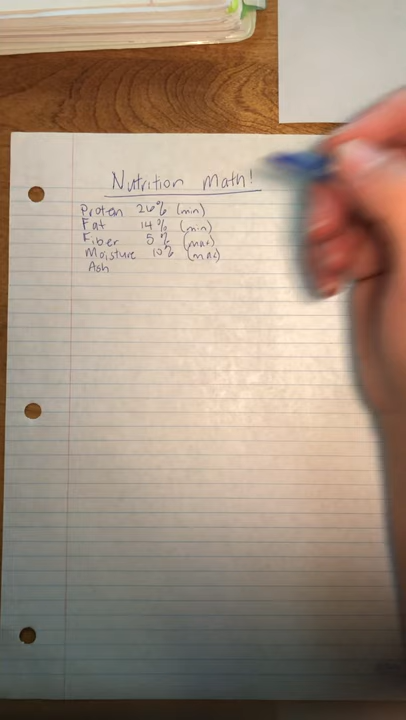 Nutrition Math!
Protein 26% (min)
Fat 14% (min)
Fiber 5% (max)
Moisture 10% (max)
Ash